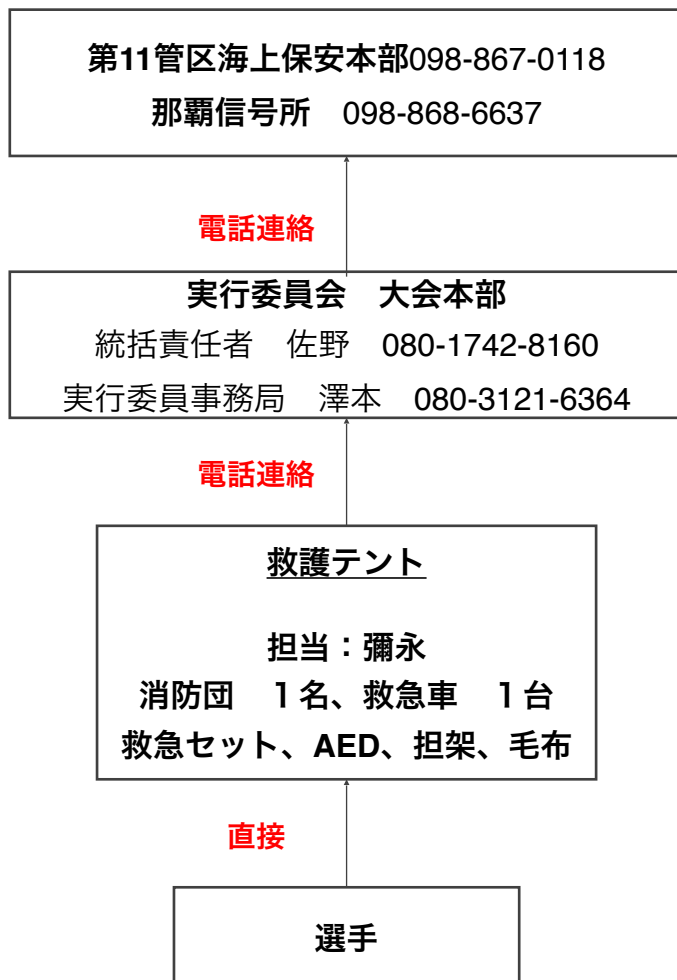 第11管区海上保安本部098-867-0118
那覇信号所　098-868-6637
電話連絡
実行委員会　大会本部
統括責任者　佐野　080-1742-8160
実行委員事務局　澤本　080-3121-6364
電話連絡
救護テント
担当：彌永
消防団　１名、救急車　１台
救急セット、AED、担架、毛布
直接
選手